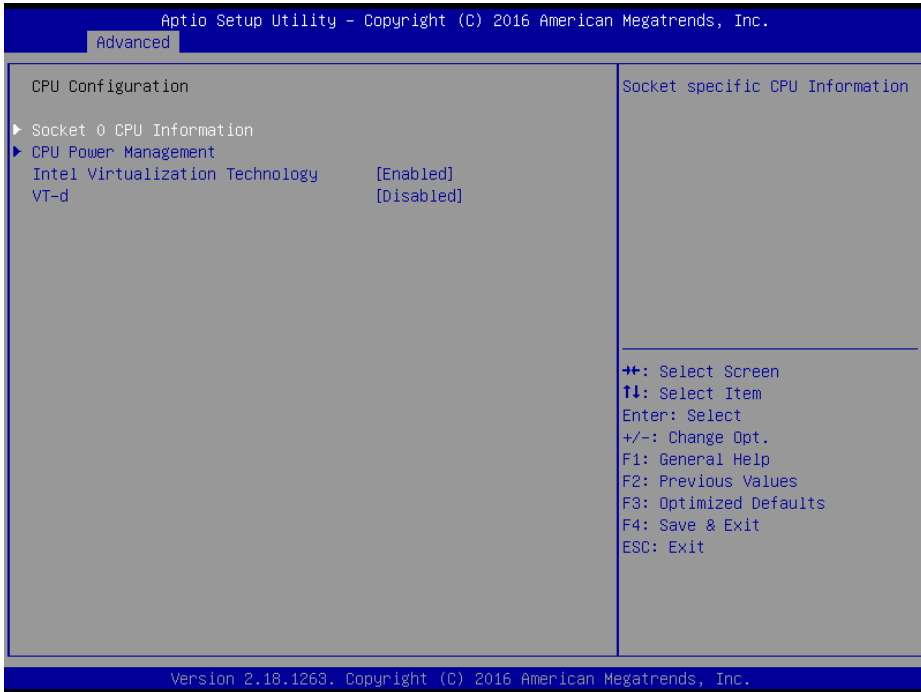 Aptio Setup Utility – Copyright (C) 2016 American Megatrends, Inc.
Advanced
CPU Configuration
Socket 0 CPU Information
CPU Power Management
Intel Virtualization Technology [Enabled]
VT-d [Disabled]
Socket specific CPU Information
→←: Select Screen
↑↓: Select Item
Enter: Select
+/-: Change Opt.
F1: General Help
F2: Previous Values
F3: Optimized Defaults
F4: Save & Exit
ESC: Exit
Version 2.18.1263. Copyright (C) 2016 American Megatrends, Inc.